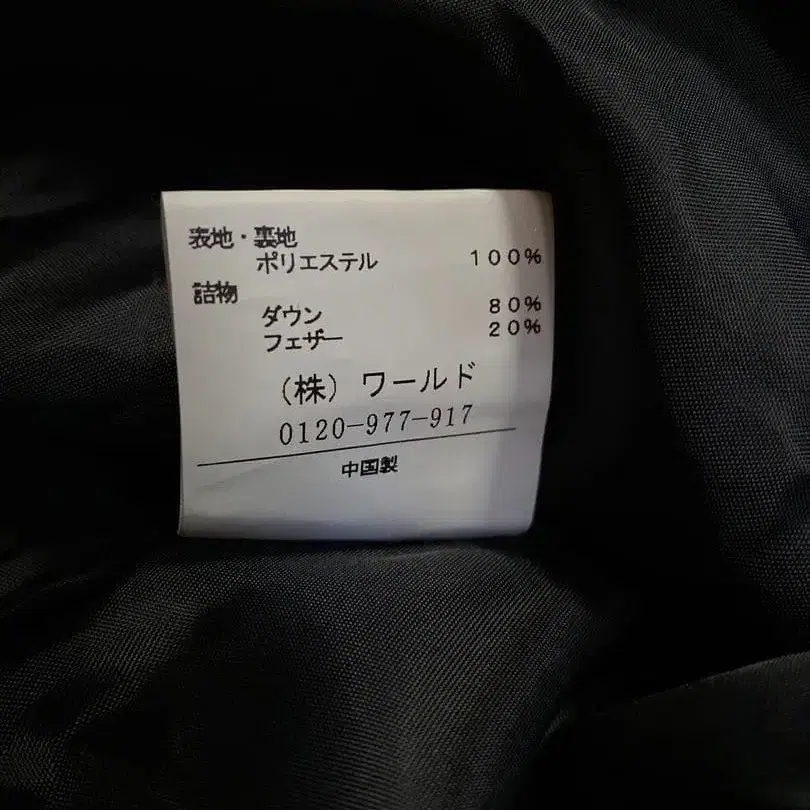 表地・裏地
ポリエステル 100%
詰物
ダウン 80%
フェザー 20%
(株) ワールド
0120-977-917
中国製